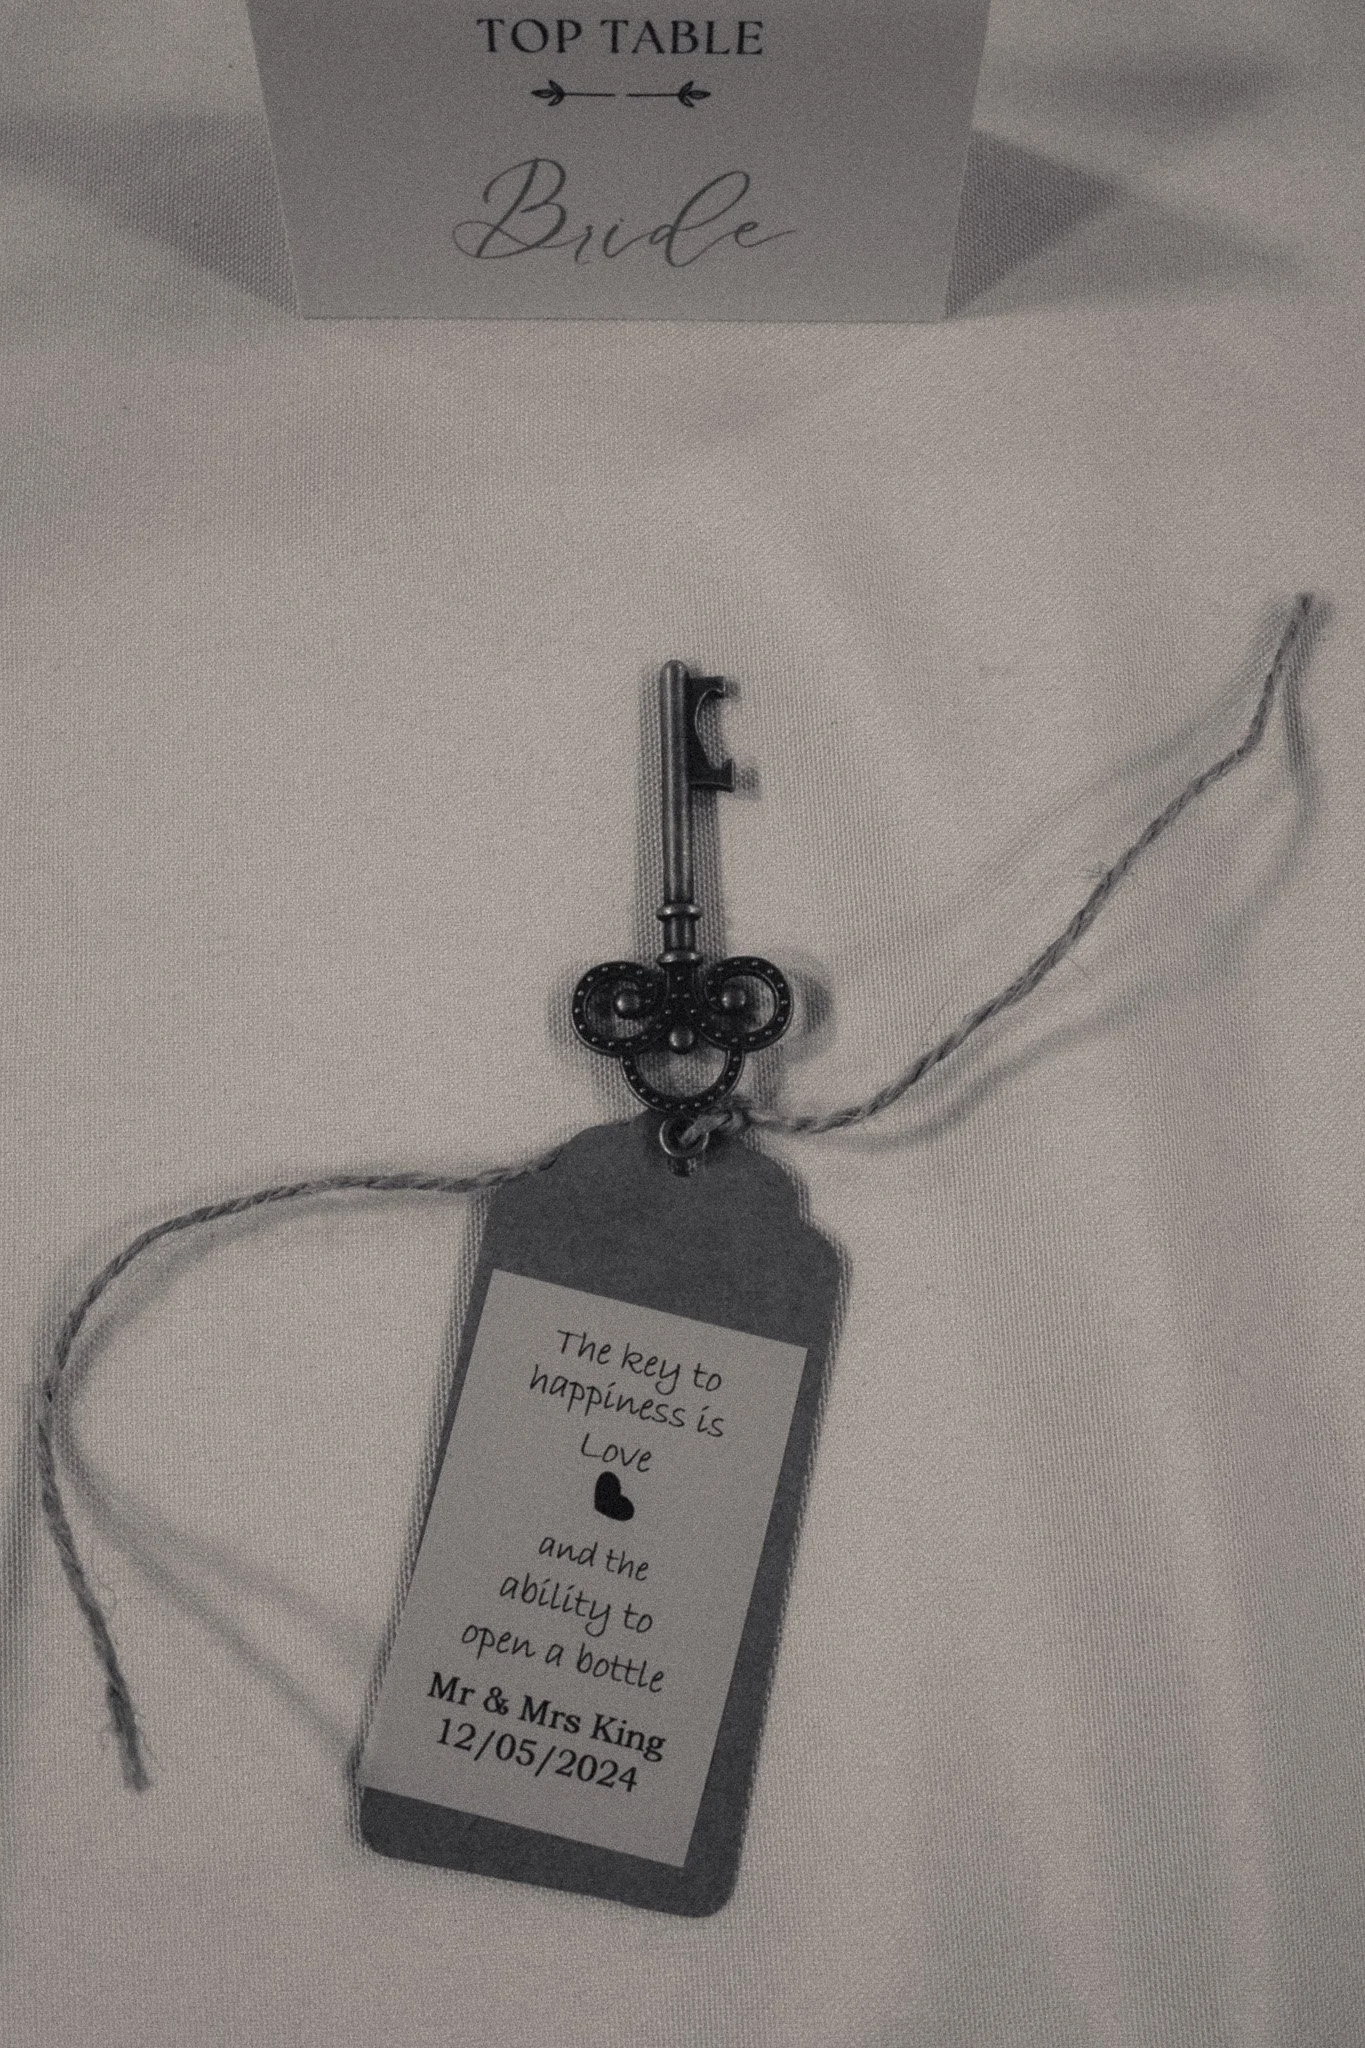 TOP TABLE
Bride
The key to
happiness is
Love
and the
ability to
open a bottle
Mr & Mrs King
12/05/2024